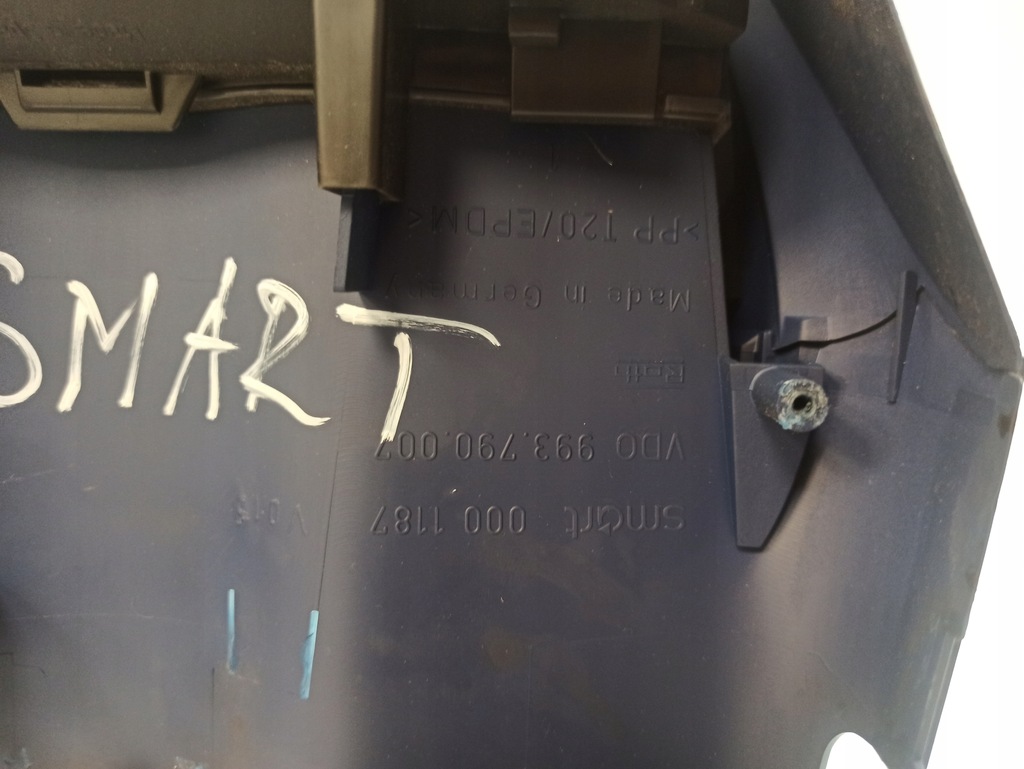 SMART
smart 000 1187
VDO 993.790.007
Made in Germany
>PP T20/EPDM<